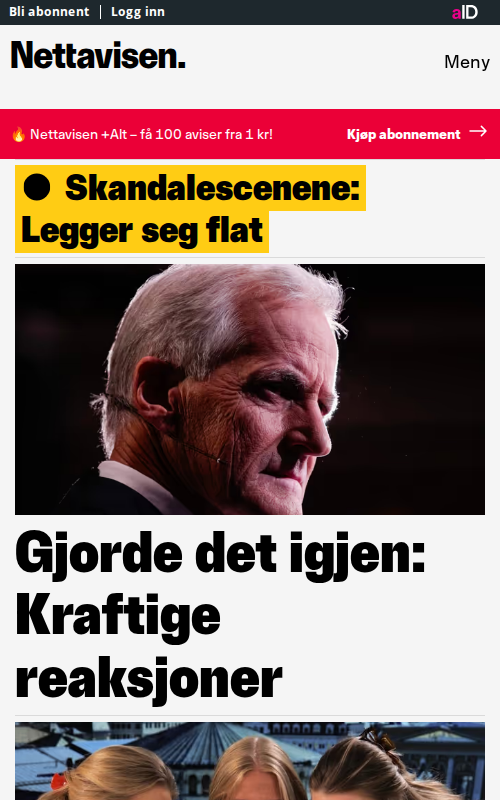 Bli abonnent | Logg inn
aID
Nettavisen.
Meny
🔥 Nettavisen +Alt – få 100 aviser fra 1 kr!
Kjøp abonnement →
● Skandalescenene:
Legger seg flat
Gjorde det igjen:
Kraftige
reaksjoner